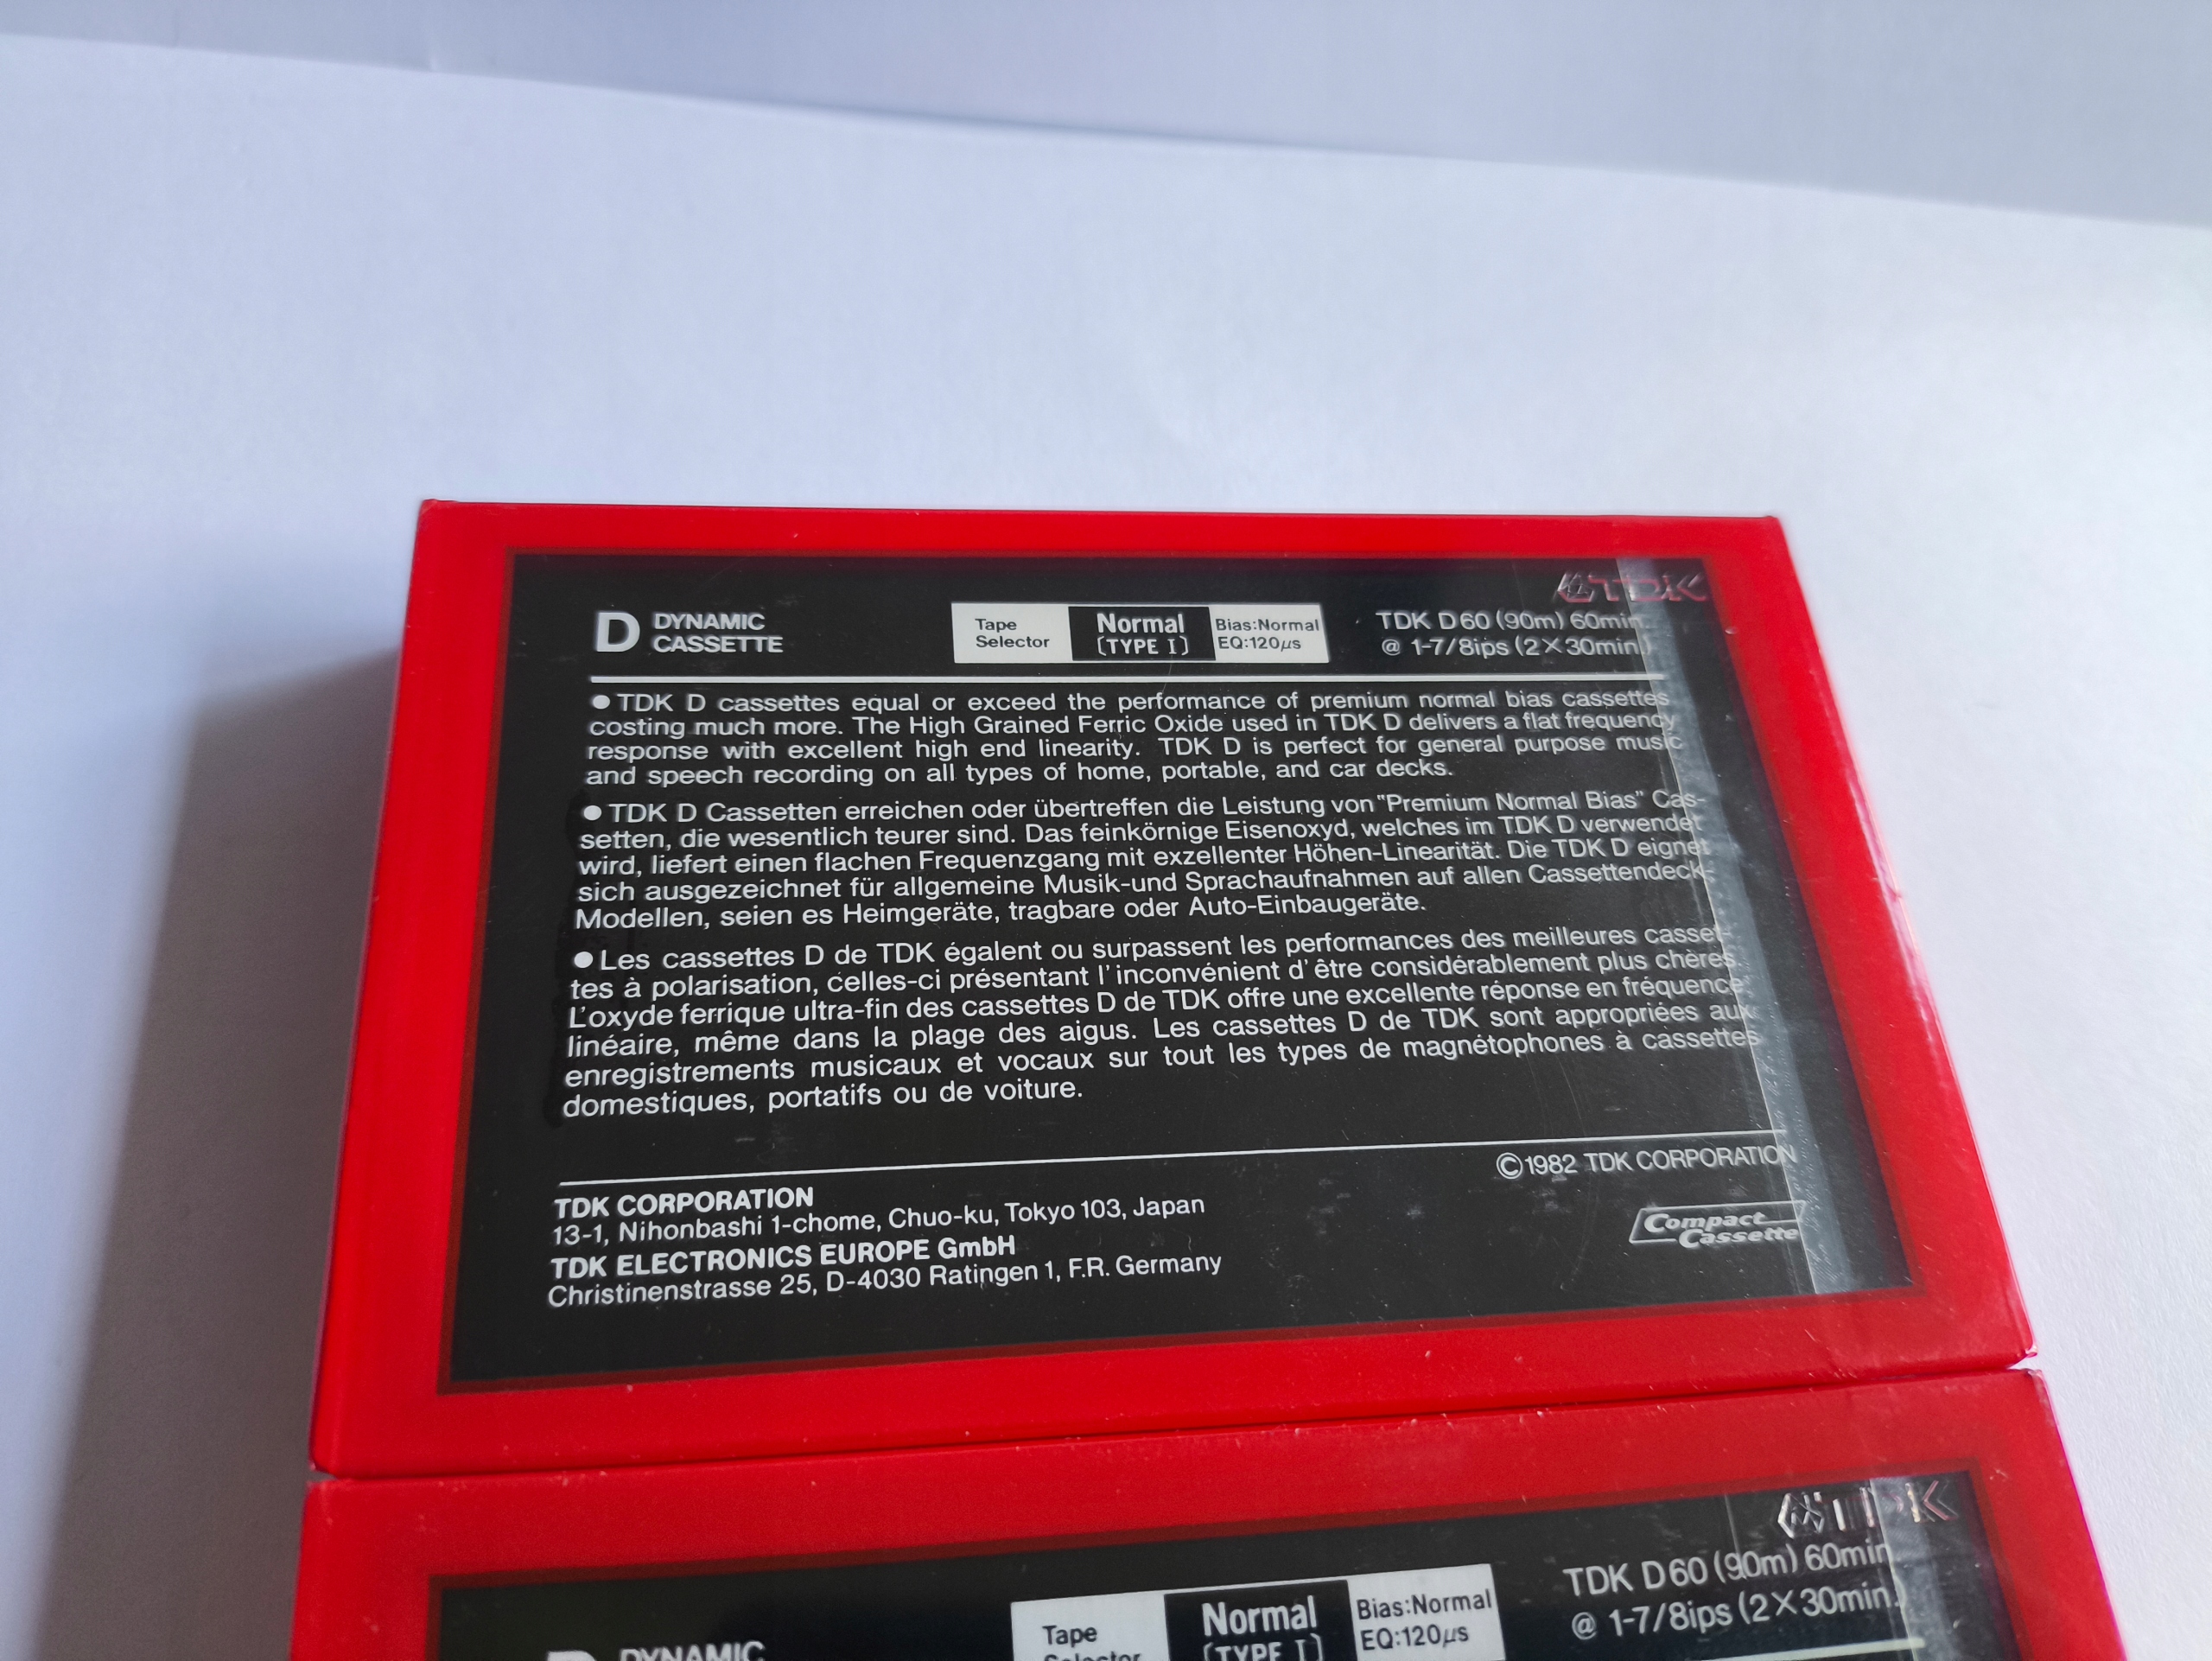 TDK
D DYNAMIC CASSETTE
Tape Selector
Normal (TYPE I)
Bias:Normal EQ:120μs
TDK D60 (90m) 60min.
@ 1-7/8ips (2×30min.)
● TDK D cassettes equal or exceed the performance of premium normal bias cassettes
costing much more. The High Grained Ferric Oxide used in TDK D delivers a flat frequency
response with excellent high end linearity. TDK D is perfect for general purpose music
and speech recording on all types of home, portable, and car decks.
● TDK D Cassetten erreichen oder übertreffen die Leistung von "Premium Normal Bias" Cas-
setten, die wesentlich teurer sind. Das feinkörnige Eisenoxyd, welches im TDK D verwendet
wird, liefert einen flachen Frequenzgang mit exzellenter Höhen-Linearität. Die TDK D eignet
sich ausgezeichnet für allgemeine Musik-und Sprachaufnahmen auf allen Cassettendeck-
Modellen, seien es Heimgeräte, tragbare oder Auto-Einbaugeräte.
● Les cassettes D de TDK égalent ou surpassent les performances des meilleures casset-
tes à polarisation, celles-ci présentant l'inconvénient d'être considérablement plus chères.
L'oxyde ferrique ultra-fin des cassettes D de TDK offre une excellente réponse en fréquence
linéaire, même dans la plage des aigus. Les cassettes D de TDK sont appropriées aux
enregistrements musicaux et vocaux sur tout les types de magnétophones à cassettes
domestiques, portatifs ou de voiture.
©1982 TDK CORPORATION
TDK CORPORATION
13-1, Nihonbashi 1-chome, Chuo-ku, Tokyo 103, Japan
TDK ELECTRONICS EUROPE GmbH
Christinenstrasse 25, D-4030 Ratingen 1, F.R. Germany
Compact Cassette
TDK
D DYNAMIC
Tape Selector
Normal (TYPE I)
Bias:Normal EQ:120μs
TDK D60 (90m) 60min
@ 1-7/8ips (2×30min.)